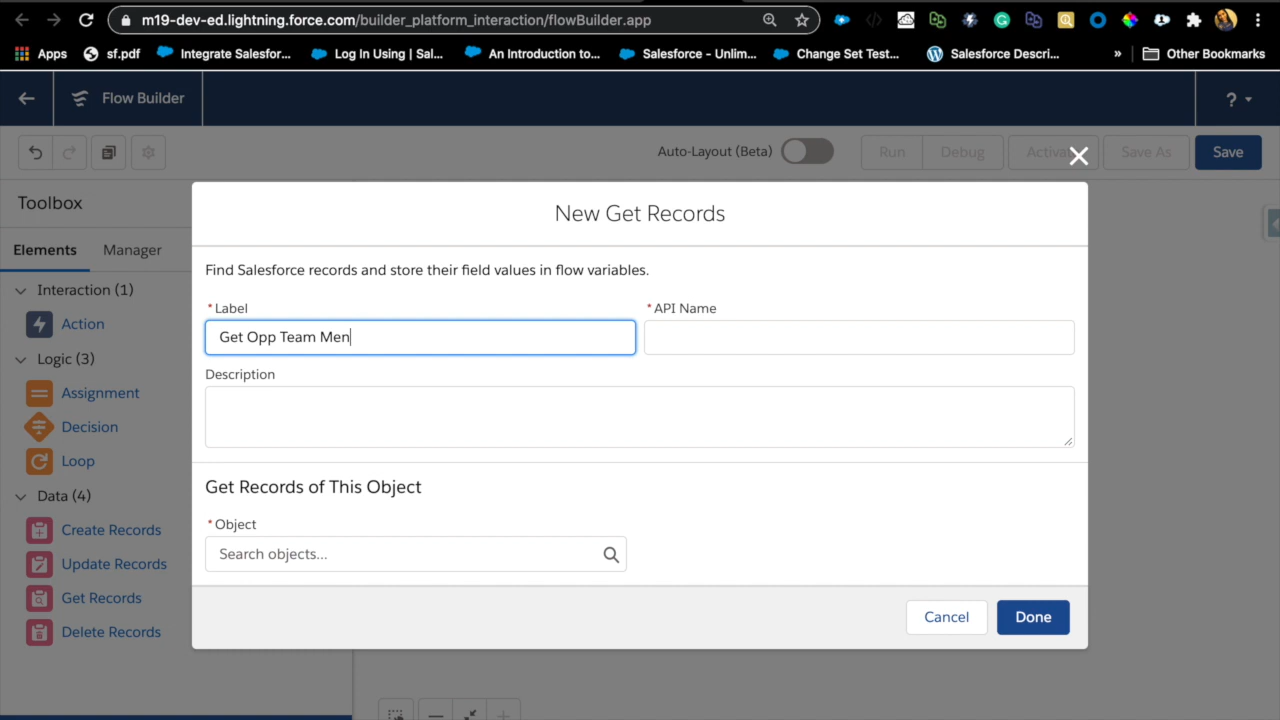 m19-dev-ed.lightning.force.com/builder_platform_interaction/flowBuilder.app
Apps sf.pdf Integrate Salesfor... Log In Using | Sal... An Introduction to... Salesforce - Unlim... Change Set Test... Salesforce Descri... » Other Bookmarks
Flow Builder ?
Auto-Layout (Beta) Run Debug Activat Save As Save
Toolbox
Elements Manager
Interaction (1)
Action
Logic (3)
Assignment
Decision
Loop
Data (4)
Create Records
Update Records
Get Records
Delete Records
New Get Records
Find Salesforce records and store their field values in flow variables.
* Label * API Name
Get Opp Team Men
Description
Get Records of This Object
* Object
Search objects...
Cancel Done